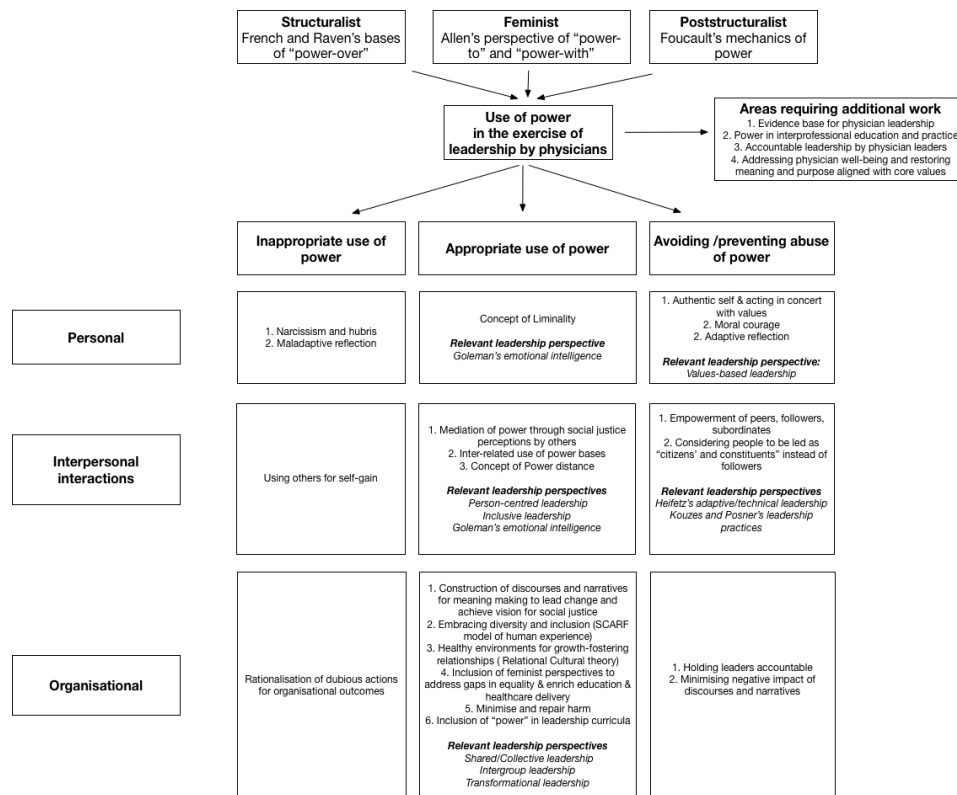 Structuralist
French and Raven's bases
of "power-over"
Feminist
Allen's perspective of "power-
to" and "power-with"
Poststructuralist
Foucault's mechanics of
power
Use of power
in the exercise of
leadership by physicians
Areas requiring additional work
1. Evidence base for physician leadership
2. Power in interprofessional education and practice
3. Accountable leadership by physician leaders
4. Addressing physician well-being and restoring
meaning and purpose aligned with core values
Inappropriate use of
power
Appropriate use of power
Avoiding /preventing abuse
of power
Personal
1. Narcissism and hubris
2. Maladaptive reflection
Concept of Liminality
Relevant leadership perspective
Goleman's emotional intelligence
1. Authentic self & acting in concert
with values
2. Moral courage
2. Adaptive reflection
Relevant leadership perspective:
Values-based leadership
Interpersonal
interactions
Using others for self-gain
1. Mediation of power through social justice
perceptions by others
2. Inter-related use of power bases
3. Concept of Power distance
Relevant leadership perspectives
Person-centred leadership
Inclusive leadership
Goleman's emotional intelligence
1. Empowerment of peers, followers,
subordinates
2. Considering people to be led as
"citizens' and constituents" instead of
followers
Relevant leadership perspectives
Heifetz's adaptive/technical leadership
Kouzes and Posner's leadership
practices
Organisational
Rationalisation of dubious actions
for organisational outcomes
1. Construction of discourses and narratives
for meaning making to lead change and
achieve vision for social justice
2. Embracing diversity and inclusion (SCARF
model of human experience)
3. Healthy environments for growth-fostering
relationships ( Relational Cultural theory)
4. Inclusion of feminist perspectives to
address gaps in equality & enrich education &
healthcare delivery
5. Minimise and repair harm
6. Inclusion of "power" in leadership curricula
Relevant leadership perspectives
Shared/Collective leadership
Intergroup leadership
Transformational leadership
1. Holding leaders accountable
2. Minimising negative impact of
discourses and narratives